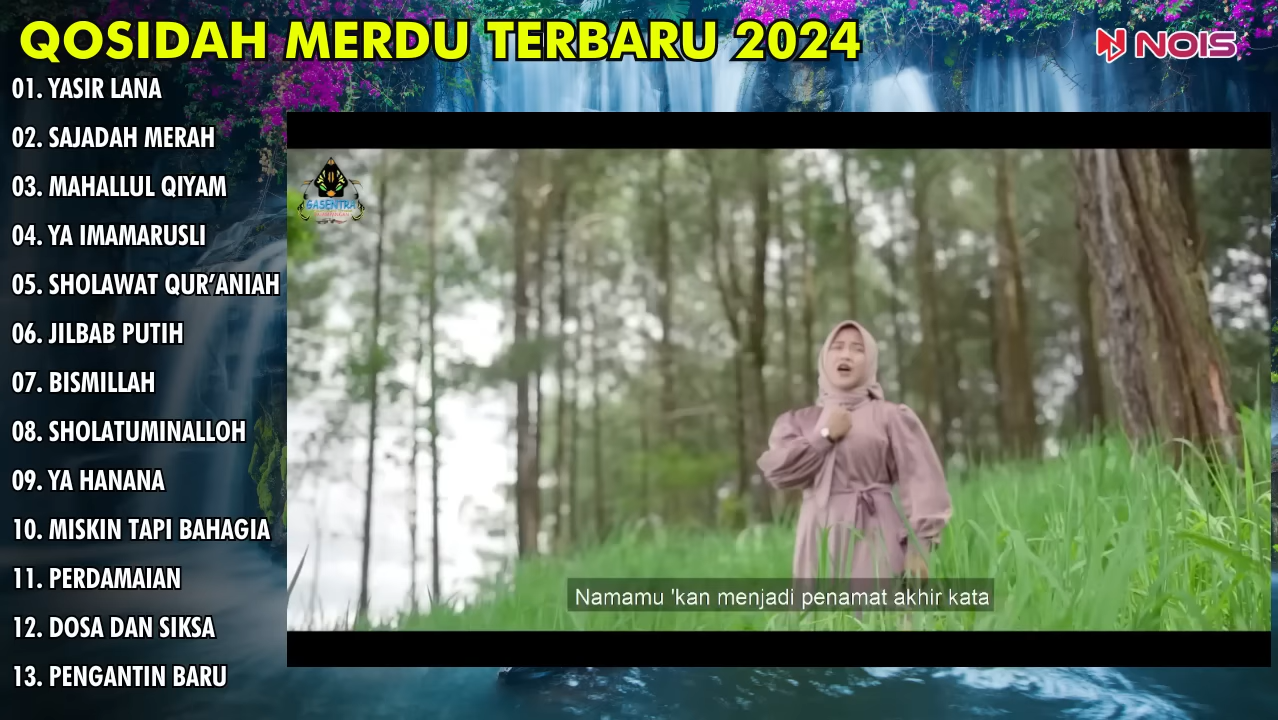 QOSIDAH MERDU TERBARU 2024
NOIS
01. YASIR LANA
02. SAJADAH MERAH
03. MAHALLUL QIYAM
04. YA IMAMARUSLI
05. SHOLAWAT QUR'ANIAH
06. JILBAB PUTIH
07. BISMILLAH
08. SHOLATUMINALLOH
09. YA HANANA
10. MISKIN TAPI BAHAGIA
11. PERDAMAIAN
12. DOSA DAN SIKSA
13. PENGANTIN BARU
GASENTRA
Namamu 'kan menjadi penamat akhir kata